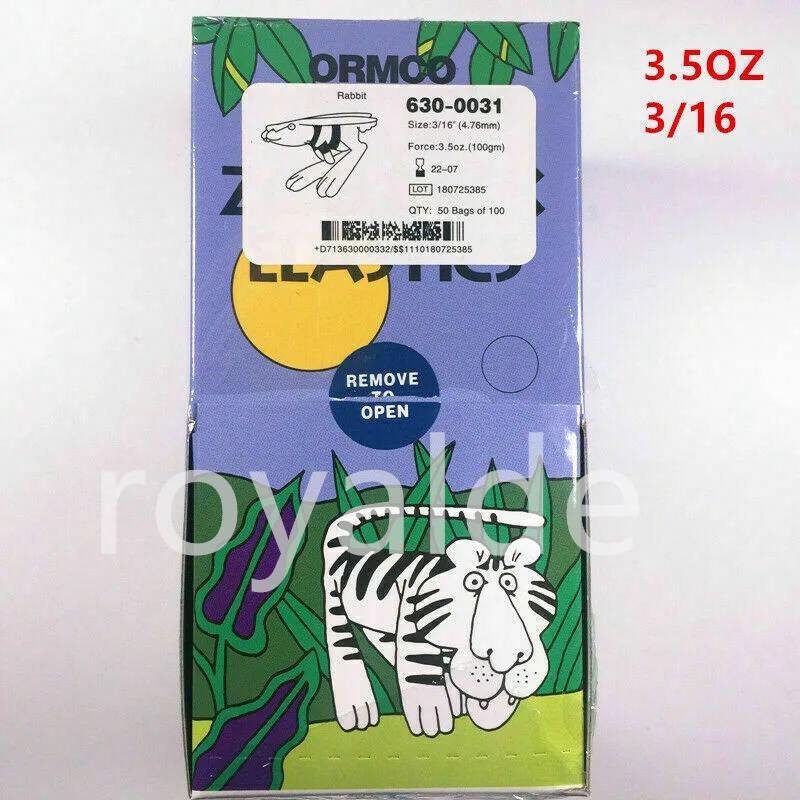 ORMCO
3.5OZ
3/16
Rabbit
630-0031
Size:3/16" (4.76mm)
Force:3.5oz.(100gm)
22-07
LOT 180725385
QTY: 50 Bags of 100
+D713630000332/$$1110180725385
ELASTICS
REMOVE
TO
OPEN
royalde